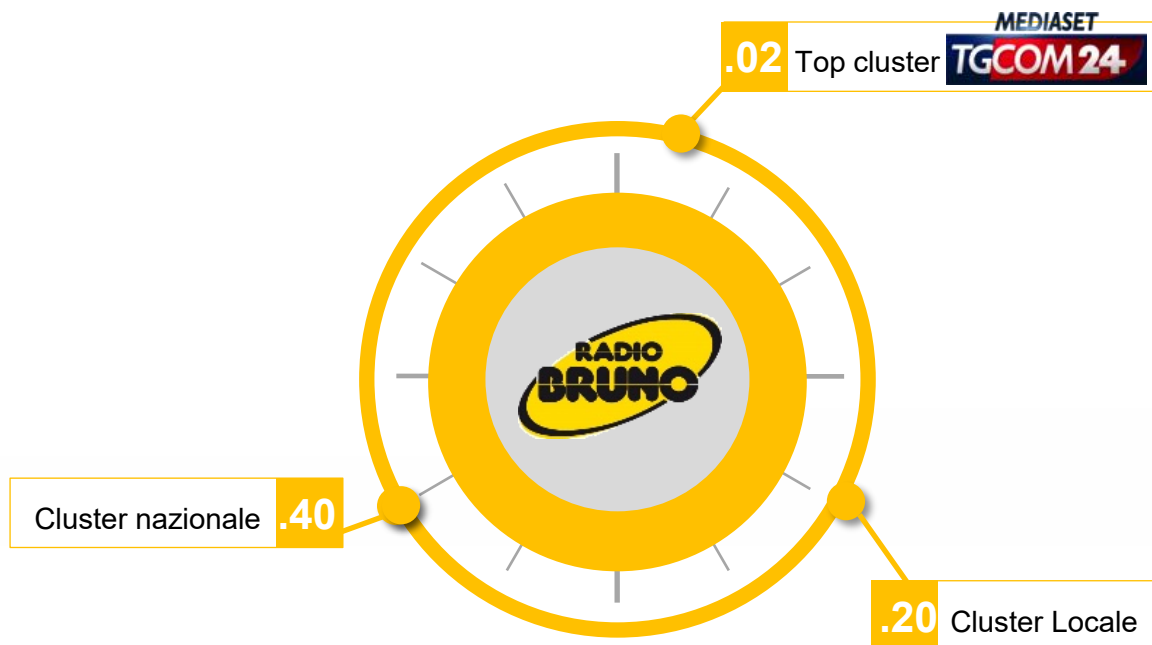 MEDIASET
.02 Top cluster TGCOM24
RADIO
BRUNO
Cluster nazionale .40
.20 Cluster Locale